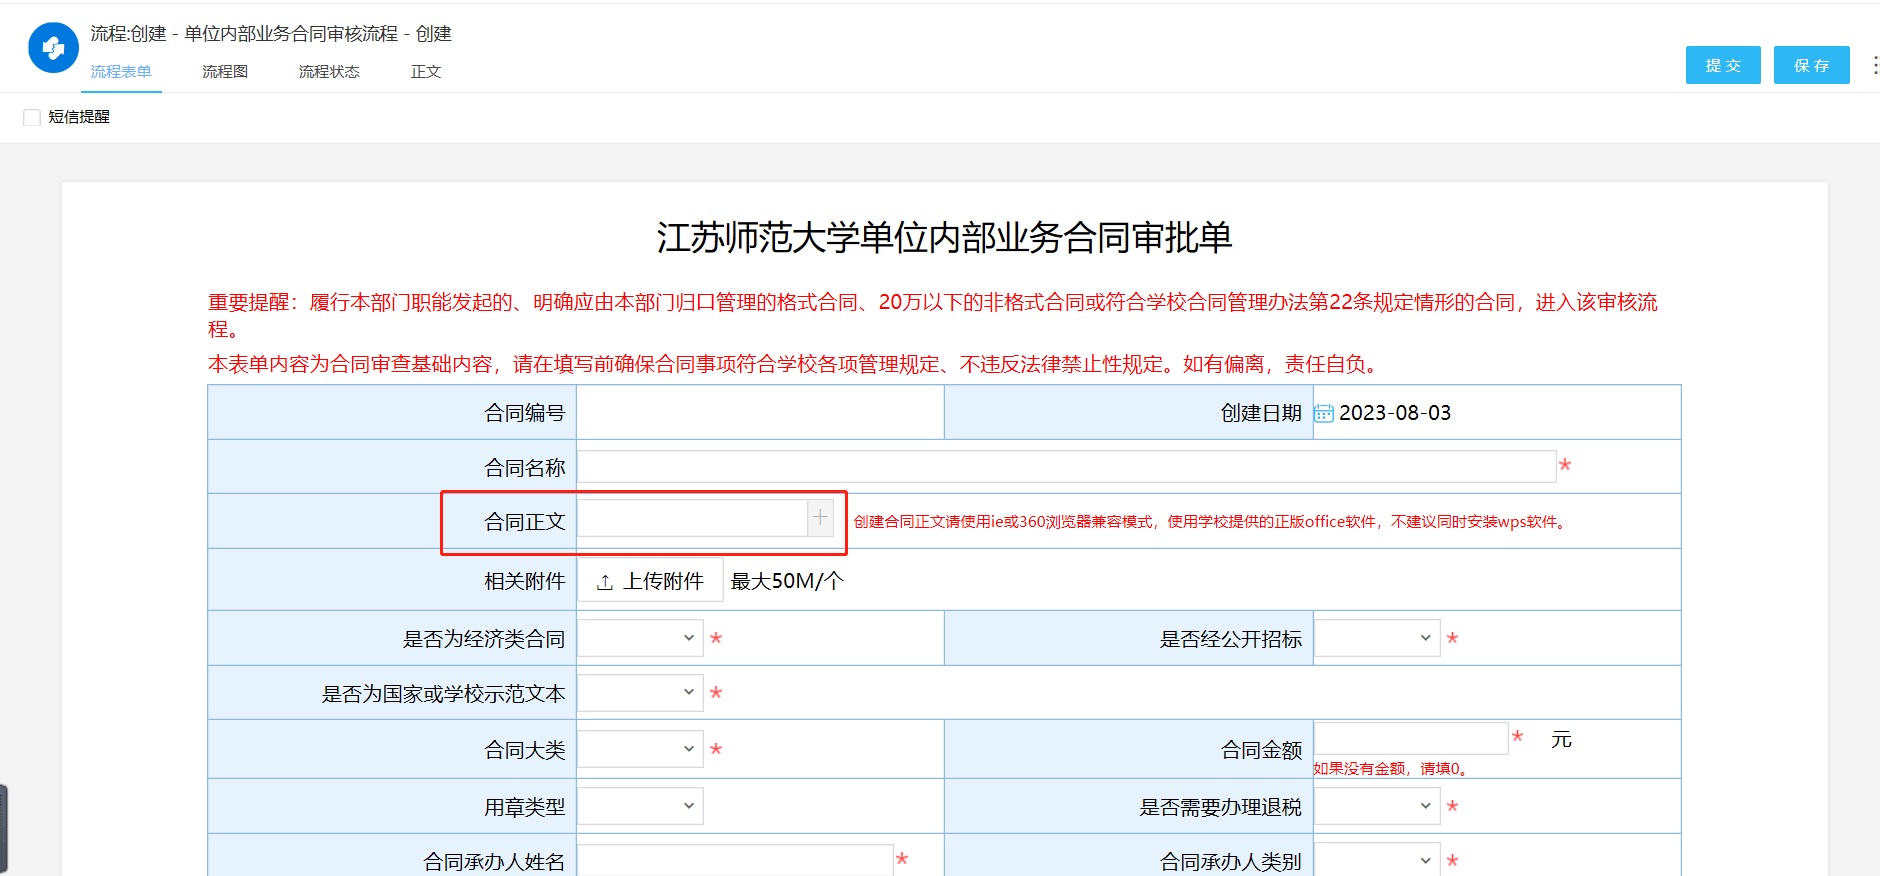 流程:创建 - 单位内部业务合同审核流程 - 创建
流程表单 流程图 流程状态 正文
提 交 保 存
短信提醒
江苏师范大学单位内部业务合同审批单
重要提醒：履行本部门职能发起的、明确应由本部门归口管理的格式合同、20万以下的非格式合同或符合学校合同管理办法第22条规定情形的合同，进入该审核流
程。
本表单内容为合同审查基础内容，请在填写前确保合同事项符合学校各项管理规定、不违反法律禁止性规定。如有偏离，责任自负。
合同编号 创建日期 2023-08-03
合同名称 *
合同正文 + 创建合同正文请使用ie或360浏览器兼容模式，使用学校提供的正版office软件，不建议同时安装wps软件。
相关附件 上传附件 最大50M/个
是否为经济类合同 * 是否经公开招标 *
是否为国家或学校示范文本 *
合同大类 * 合同金额 * 元
如果没有金额，请填0。
用章类型 是否需要办理退税 *
合同承办人姓名 * 合同承办人类别 *